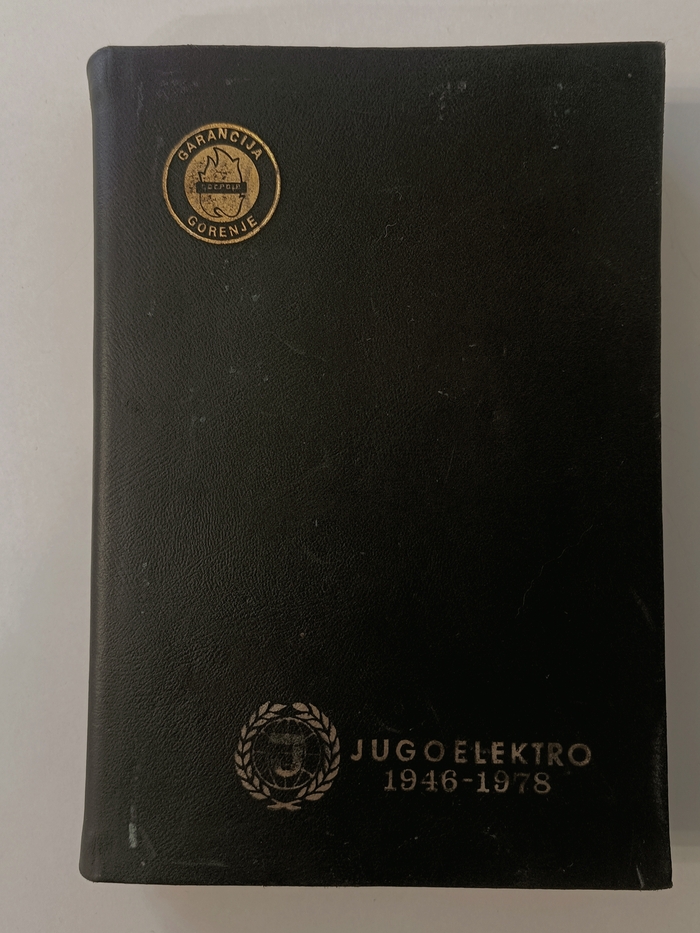 GARANCIJA
GORENJE
J
JUGOELEKTRO
1946-1978